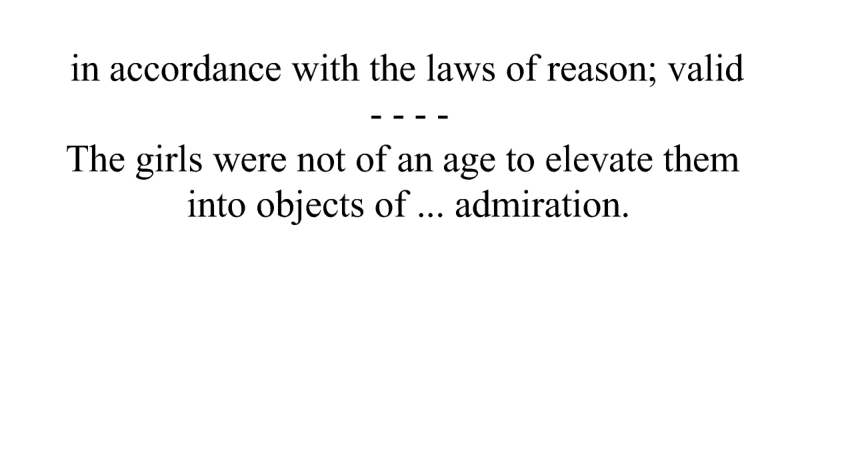 in accordance with the laws of reason; valid
- - - -
The girls were not of an age to elevate them
into objects of ... admiration.